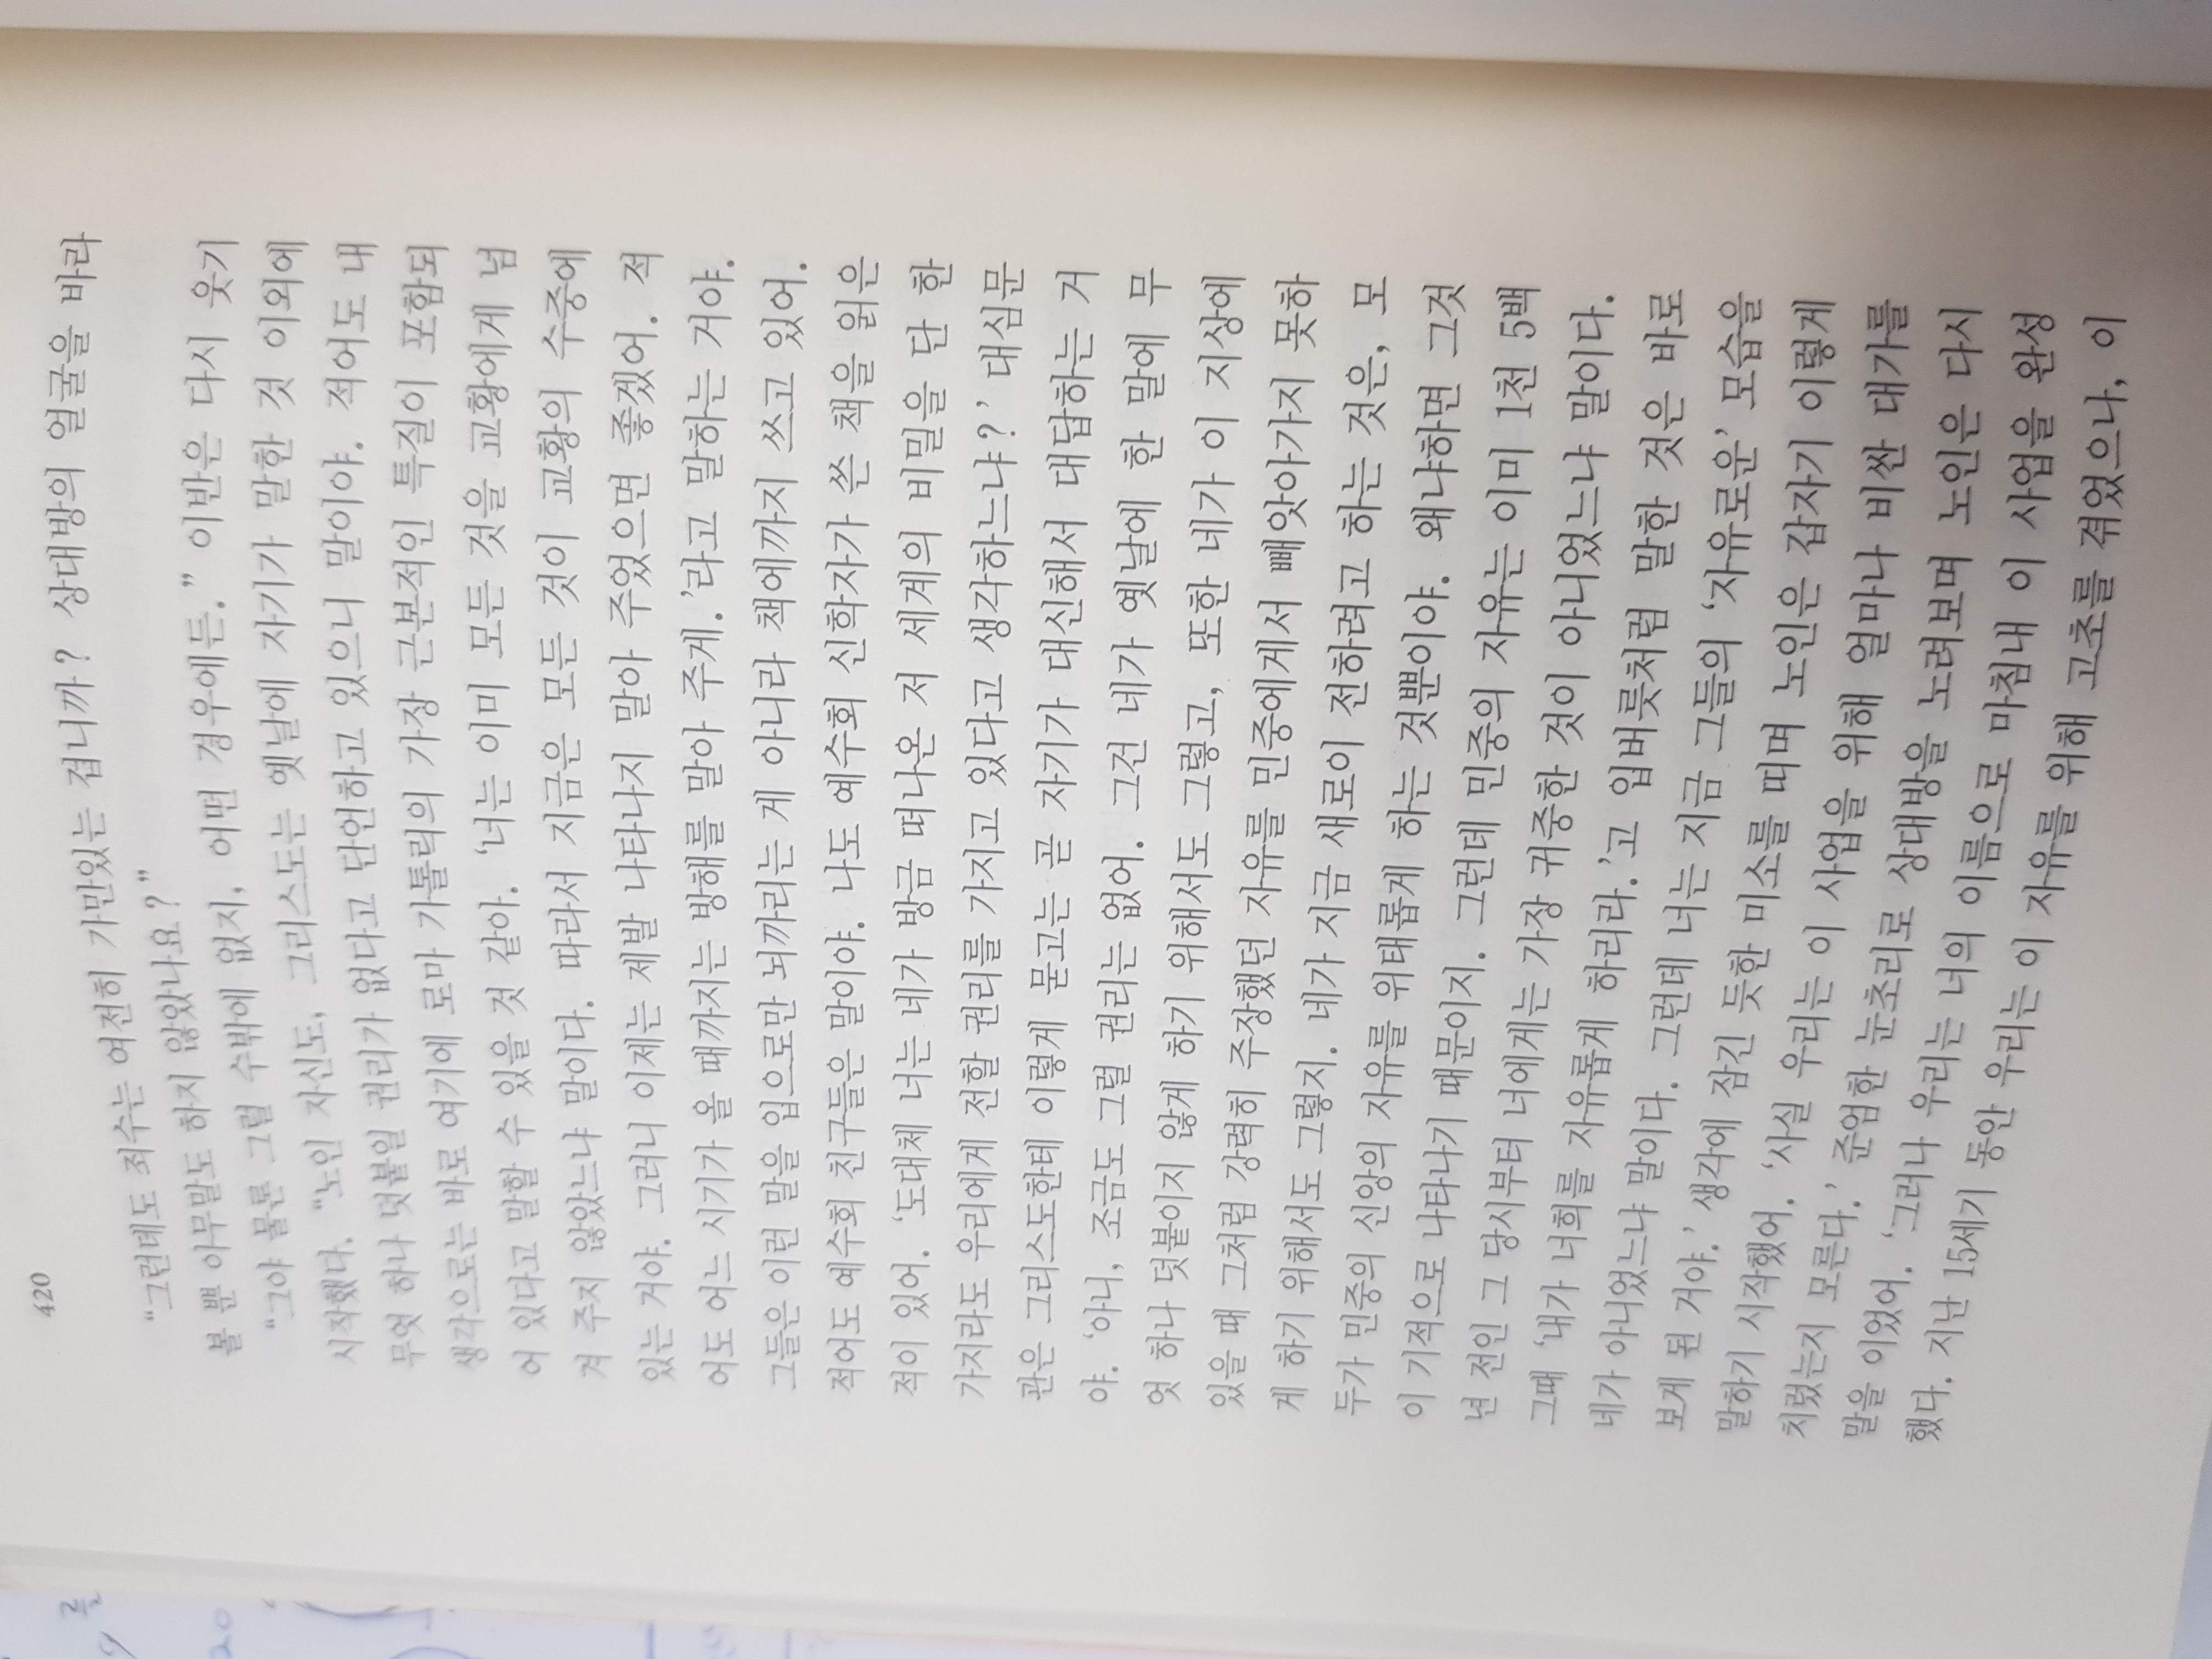 420
“그런데도 죄수는 여전히 가만있는 겁니까? 상대방의 얼굴을 바라
볼 뿐 아무말도 하지 않았나요?”
“그야 물론 그럴 수밖에 없지, 어떤 경우에든.” 이반은 다시 웃기
시작했다. “노인 자신도, 그리스도는 옛날에 자기가 말한 것 이외에
무엇 하나 덧붙일 권리가 없다고 단언하고 있으니 말이야. 적어도 내
생각으로는 바로 여기에 로마 가톨릭의 가장 근본적인 특질이 포함되
어 있다고 말할 수 있을 것 같아. ‘너는 이미 모든 것을 교황에게 넘
겨 주지 않았느냐 말이다. 따라서 지금은 모든 것이 교황의 수중에
있는 거야. 그러니 이제는 제발 나타나지 말아 주었으면 좋겠어. 적
어도 어느 시기가 올 때까지는 방해를 말아 주게.’라고 말하는 거야.
그들은 이런 말을 입으로만 뇌까리는 게 아니라 책에까지 쓰고 있어.
적어도 예수회 친구들은 말이야. 나도 예수회 신학자가 쓴 책을 읽은
적이 있어. ‘도대체 너는 네가 방금 떠나온 저 세계의 비밀을 단 한
가지라도 우리에게 전할 권리를 가지고 있다고 생각하느냐?’ 대심문
관은 그리스도한테 이렇게 묻고는 곧 자기가 대신해서 대답하는 거
야. ‘아니, 조금도 그럴 권리는 없어. 그건 네가 옛날에 한 말에 무
엇 하나 덧붙이지 않게 하기 위해서도 그렇고, 또한 네가 이 지상에
있을 때 그처럼 강력히 주장했던 자유를 민중에게서 빼앗아가지 못하
게 하기 위해서도 그렇지. 네가 지금 새로이 전하려고 하는 것은, 모
두가 민중의 신앙의 자유를 위태롭게 하는 것뿐이야. 왜냐하면 그것
이 기적으로 나타나기 때문이지. 그런데 민중의 자유는 이미 1천 5백
년 전인 그 당시부터 너에게는 가장 귀중한 것이 아니었느냐 말이다.
그때 ‘내가 너희를 자유롭게 하리라.’고 입버릇처럼 말한 것은 바로
네가 아니었느냐 말이다. 그런데 너는 지금 그들의 ‘자유로운’ 모습을
보게 된 거야.’ 생각에 잠긴 듯한 미소를 띠며 노인은 갑자기 이렇게
말하기 시작했어. ‘사실 우리는 이 사업을 위해 얼마나 비싼 대가를
치렀는지 모른다.’ 준엄한 눈초리로 상대방을 노려보며 노인은 다시
말을 이었어. ‘그러나 우리는 너의 이름으로 마침내 이 사업을 완성
했다. 지난 15세기 동안 우리는 이 자유를 위해 고초를 겪었으나, 이